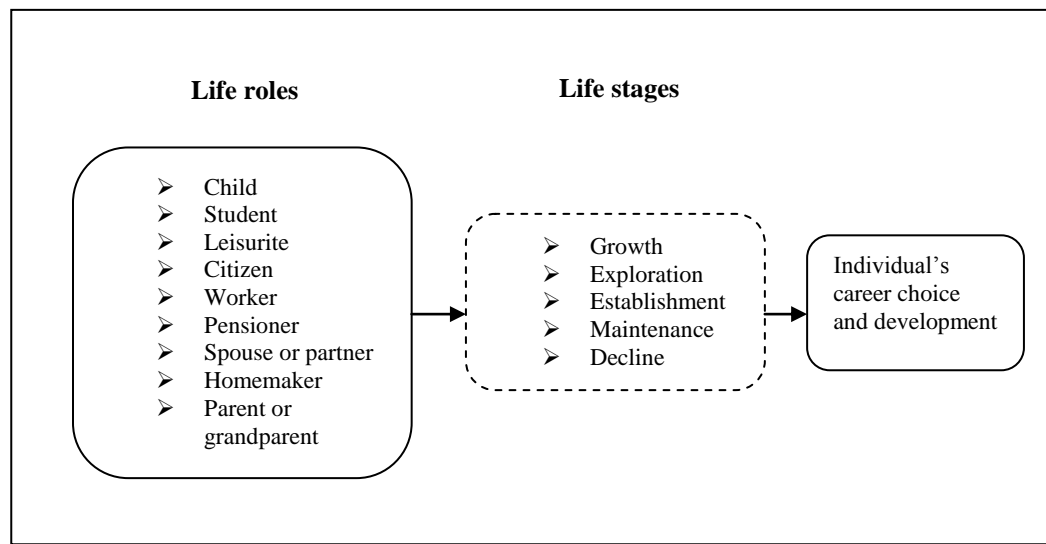 Life roles
Life stages
➢ Child
➢ Student
➢ Leisurite
➢ Citizen
➢ Worker
➢ Pensioner
➢ Spouse or partner
➢ Homemaker
➢ Parent or
grandparent
➢ Growth
➢ Exploration
➢ Establishment
➢ Maintenance
➢ Decline
Individual’s
career choice
and development